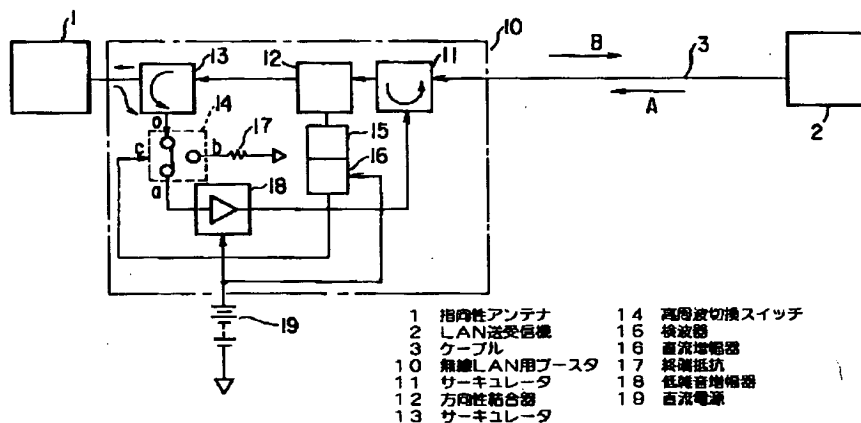 1
10
13
12
11
B
3
A
2
14
15
17
16
18
o
c
b
a
19
1 指向性アンテナ
2 LAN送受信機
3 ケーブル
10 無線LAN用ブースタ
11 サーキュレータ
12 方向性結合器
13 サーキュレータ
14 高周波切換スイッチ
15 検波器
16 直流増幅器
17 終端抵抗
18 低雑音増幅器
19 直流電源